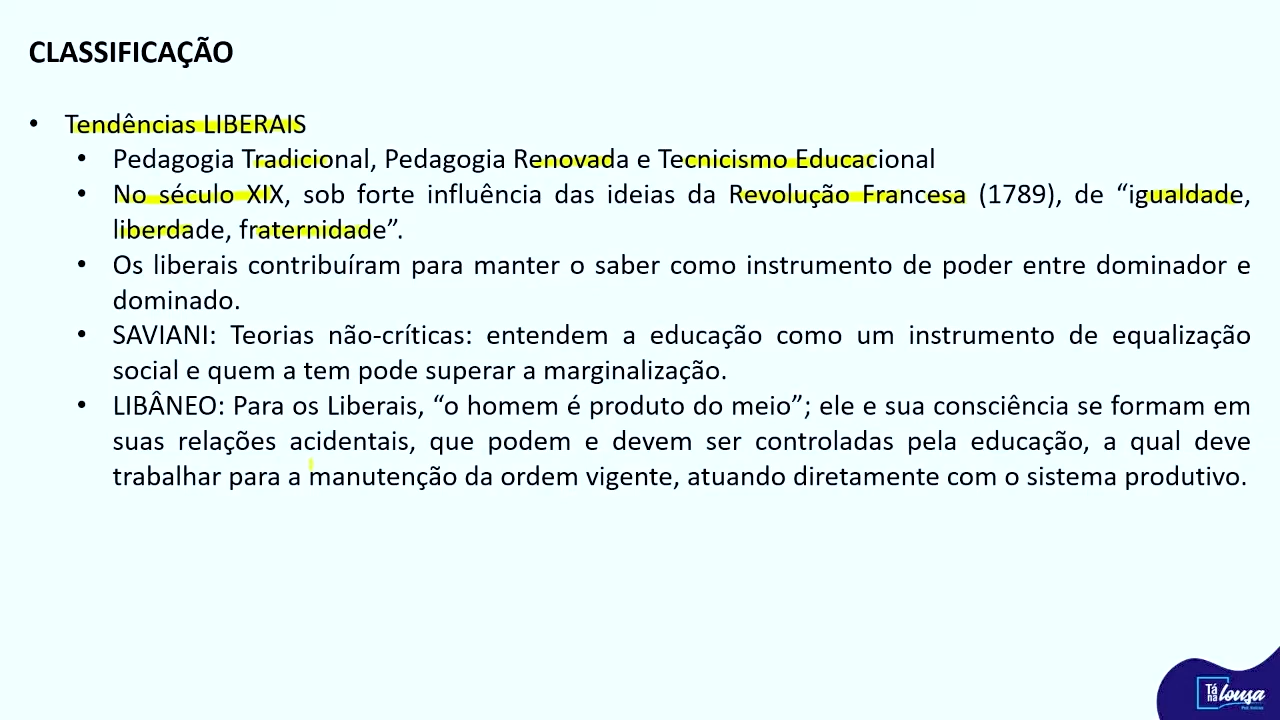 CLASSIFICAÇÃO
• Tendências LIBERAIS
• Pedagogia Tradicional, Pedagogia Renovada e Tecnicismo Educacional
• No século XIX, sob forte influência das ideias da Revolução Francesa (1789), de “igualdade,
liberdade, fraternidade”.
• Os liberais contribuíram para manter o saber como instrumento de poder entre dominador e
dominado.
• SAVIANI: Teorias não-críticas: entendem a educação como um instrumento de equalização
social e quem a tem pode superar a marginalização.
• LIBÂNEO: Para os Liberais, “o homem é produto do meio”; ele e sua consciência se formam em
suas relações acidentais, que podem e devem ser controladas pela educação, a qual deve
trabalhar para a manutenção da ordem vigente, atuando diretamente com o sistema produtivo.
Tá na lousa